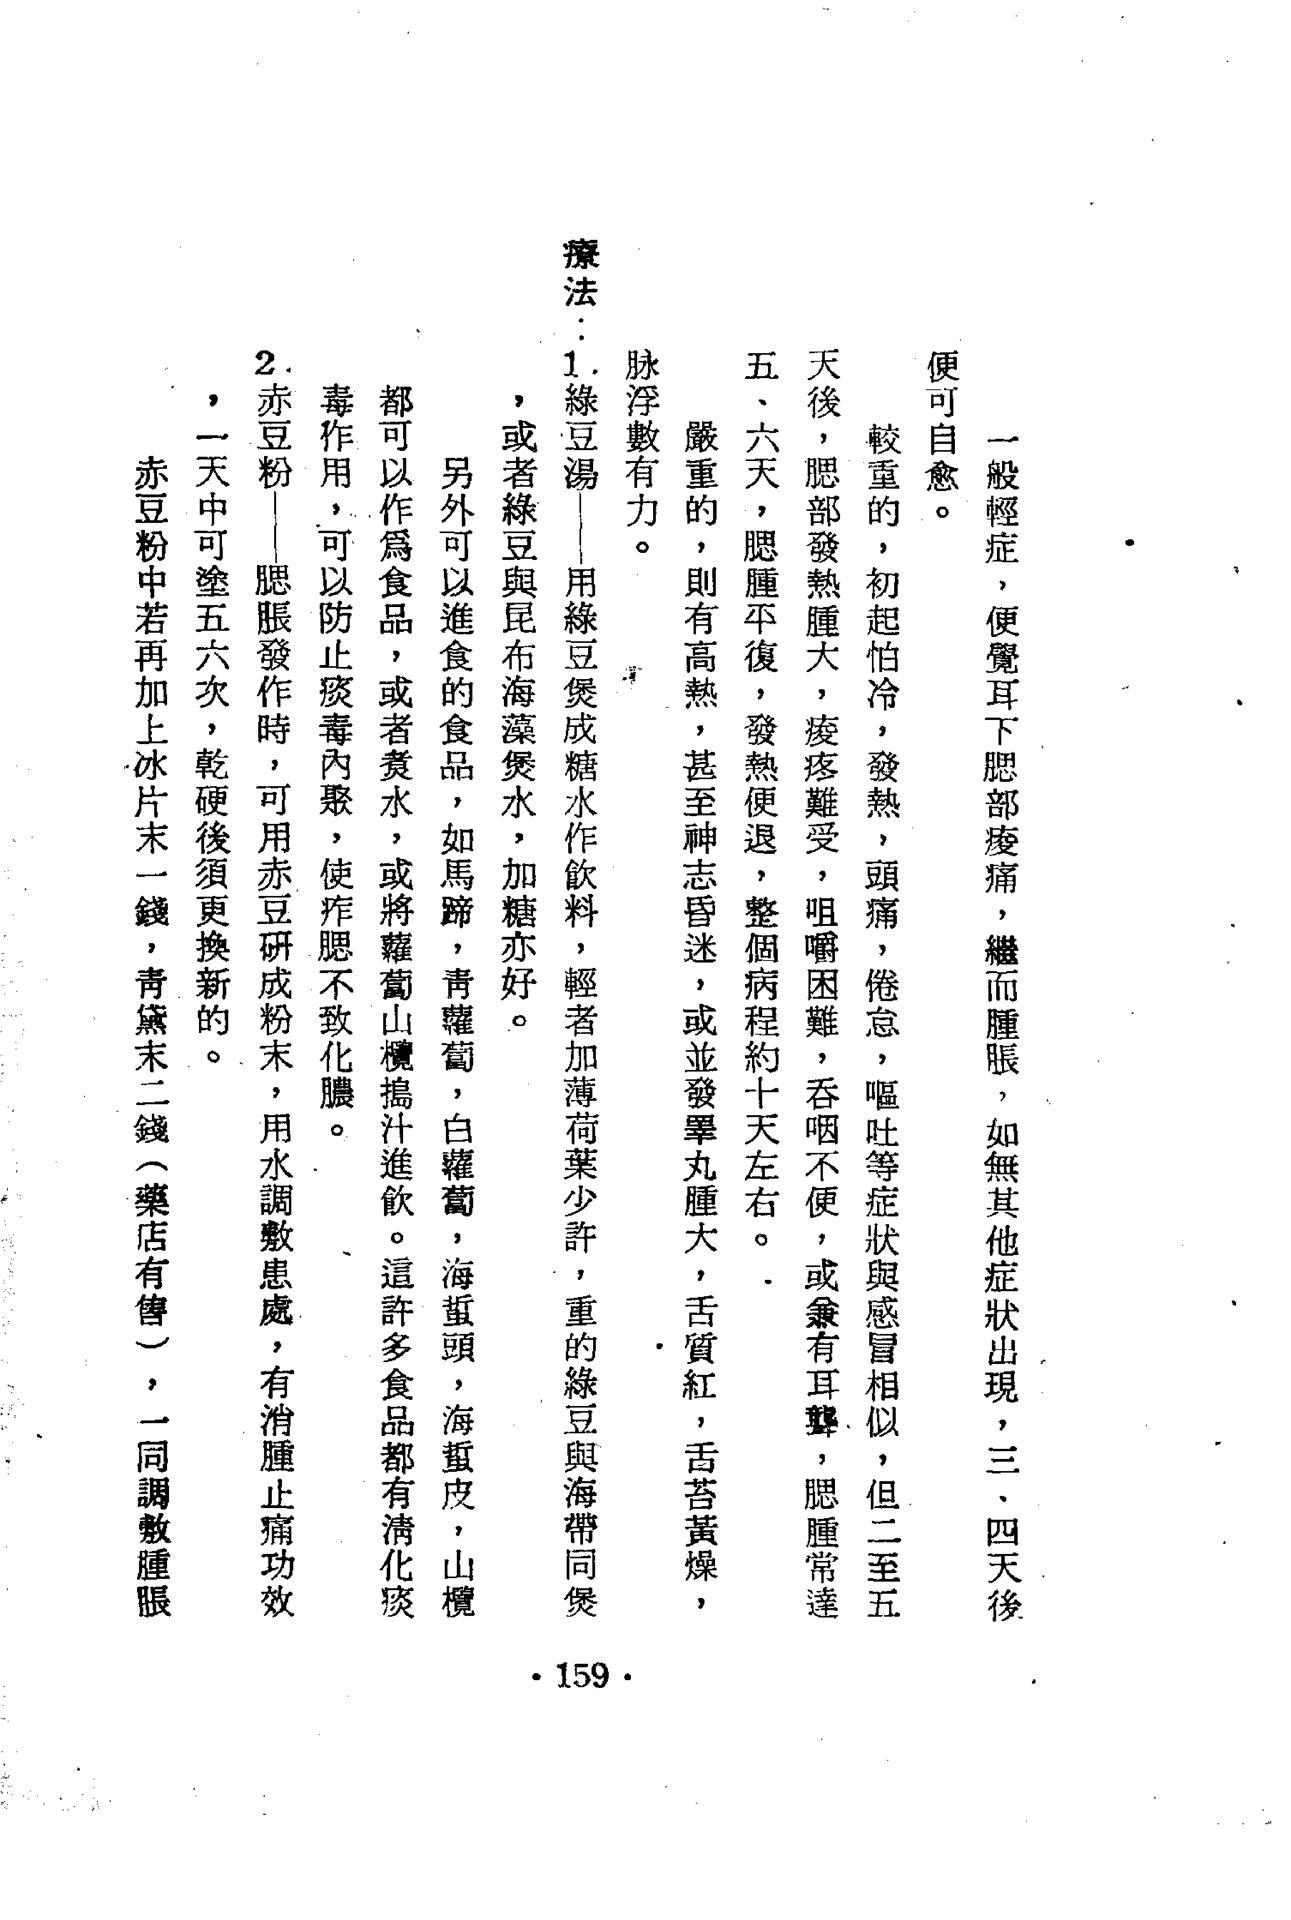 一般輕症，便覺耳下腮部痠痛，繼而腫脹，如無其他症狀出現，三、四天後
便可自愈。
較重的，初起怕冷，發熱，頭痛，倦怠，嘔吐等症狀與感冒相似，但二至五
天後，腮部發熱腫大，痠疼難受，咀嚼困難，吞咽不便，或兼有耳聾，腮腫常達
五、六天，腮腫平復，發熱便退，整個病程約十天左右。
嚴重的，則有高熱，甚至神志昏迷，或並發睪丸腫大，舌質紅，舌苔黃燥，
脉浮數有力。
療法：1.綠豆湯——用綠豆煲成糖水作飲料，輕者加薄荷葉少許，重的綠豆與海帶同煲
，或者綠豆與昆布海藻煲水，加糖亦好。
另外可以進食的食品，如馬蹄，靑蘿蔔，白蘿蔔，海蜇頭，海蜇皮，山欖
都可以作爲食品，或者煑水，或將蘿蔔山欖搗汁進飲。這許多食品都有淸化痰
毒作用，可以防止痰毒內聚，使痄腮不致化膿。
2.赤豆粉——腮脹發作時，可用赤豆研成粉末，用水調敷患處，有消腫止痛功效
，一天中可塗五六次，乾硬後須更換新的。
赤豆粉中若再加上冰片末一錢，靑黛末二錢（藥店有售），一同調敷腫脹
·159·